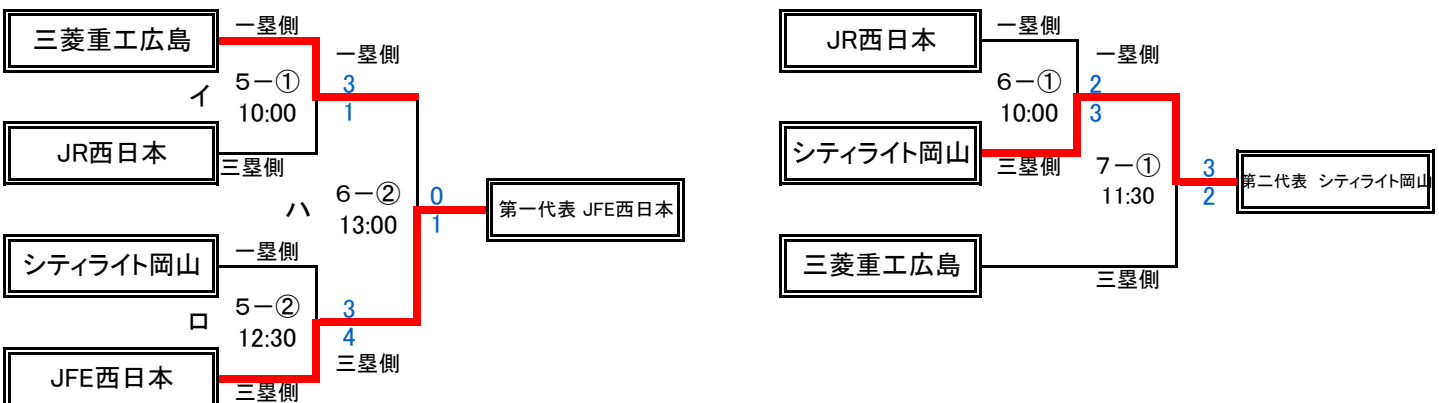 三菱重工広島
一塁側
一塁側
イ
5－①
10:00
3
1
JR西日本
三塁側
ハ
6－②
13:00
0
1
第一代表 JFE西日本
シティライト岡山
一塁側
ロ
5－②
12:30
3
4
三塁側
JFE西日本
三塁側
JR西日本
一塁側
一塁側
6－①
10:00
2
3
シティライト岡山
三塁側
7－①
11:30
3
2
第二代表 シティライト岡山
三菱重工広島
三塁側